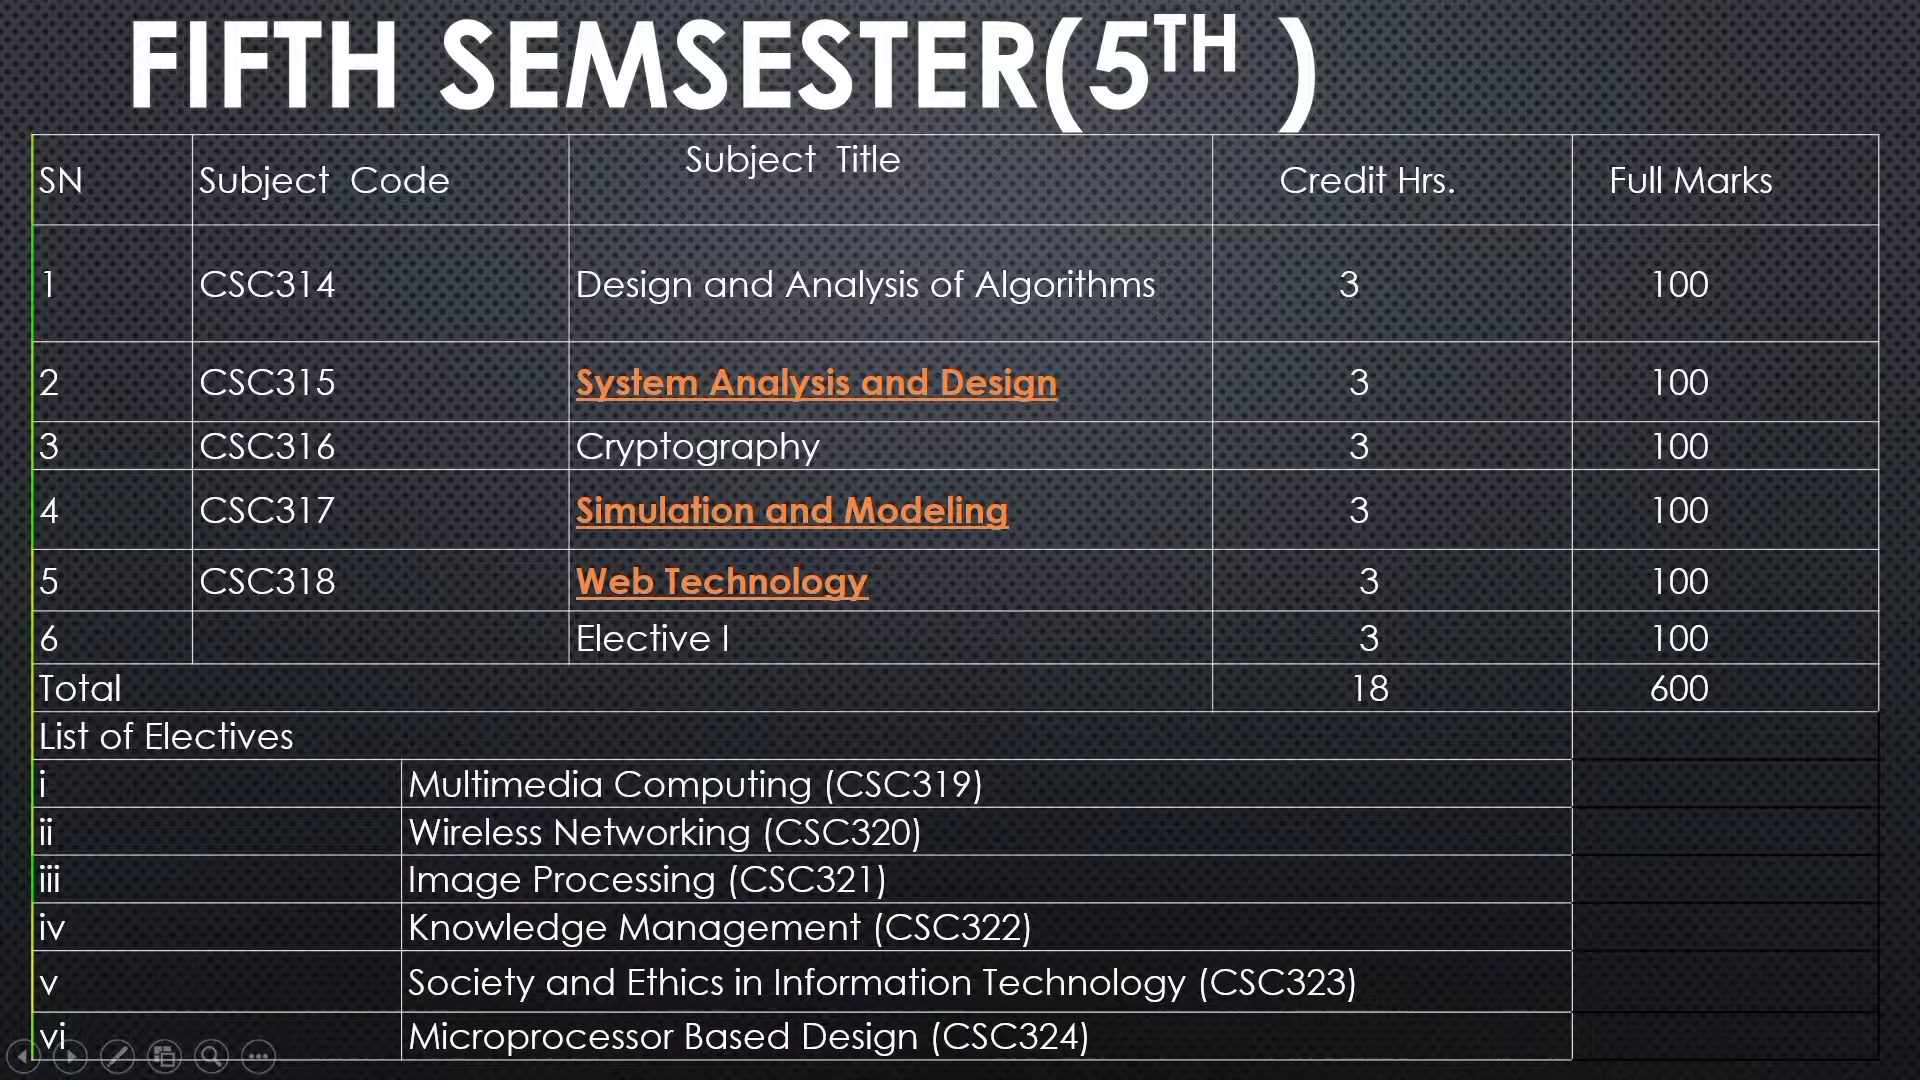 FIFTH SEMSESTER(5TH )
SN Subject Code Subject Title Credit Hrs. Full Marks
1 CSC314 Design and Analysis of Algorithms 3 100
2 CSC315 System Analysis and Design 3 100
3 CSC316 Cryptography 3 100
4 CSC317 Simulation and Modeling 3 100
5 CSC318 Web Technology 3 100
6 Elective I 3 100
Total 18 600
List of Electives
i Multimedia Computing (CSC319)
ii Wireless Networking (CSC320)
iii Image Processing (CSC321)
iv Knowledge Management (CSC322)
v Society and Ethics in Information Technology (CSC323)
vi Microprocessor Based Design (CSC324)